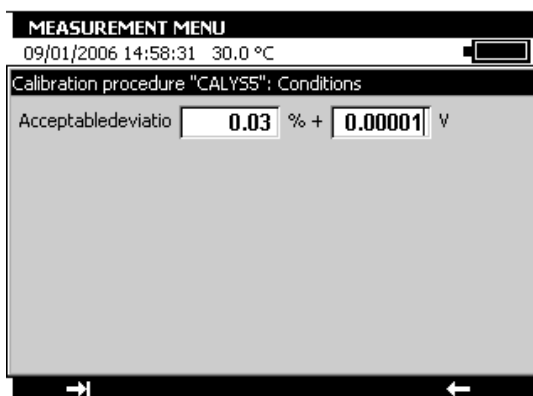 MEASUREMENT MENU
09/01/2006 14:58:31 30.0 °C
Calibration procedure "CALYS5": Conditions
Acceptabledeviatio 0.03 % + 0.00001 V